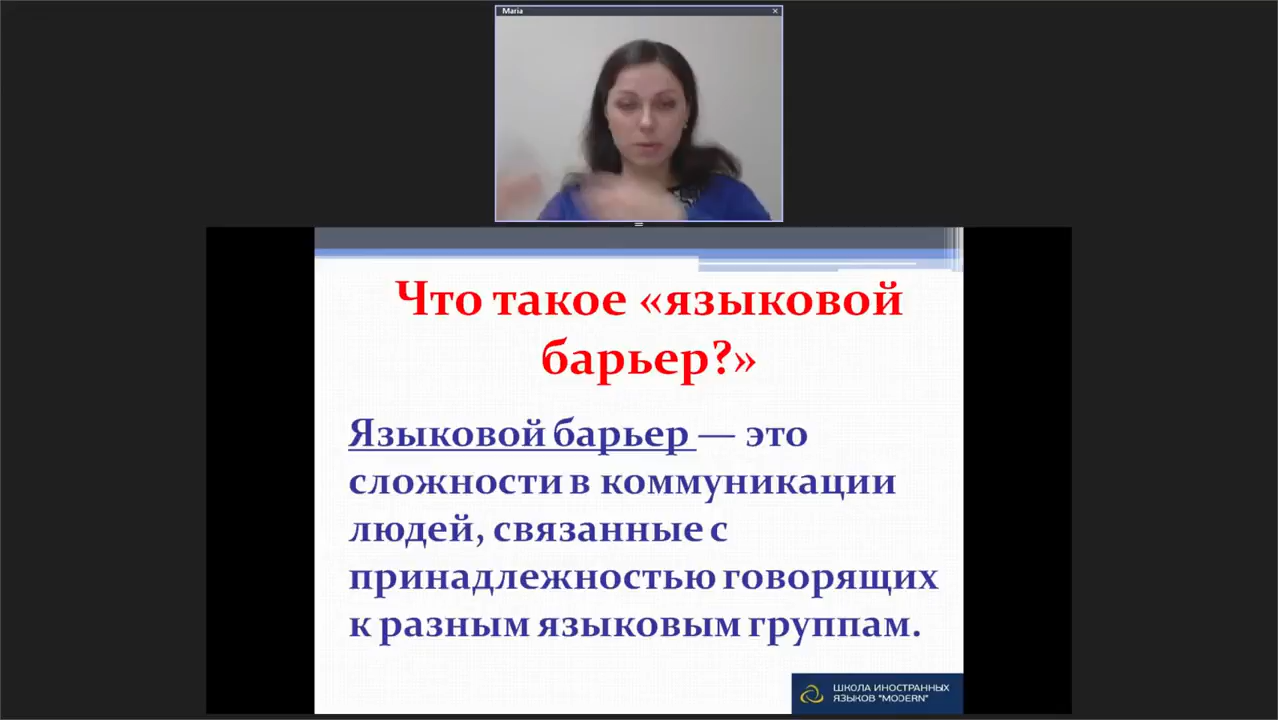 Maria
Что такое «языковой
барьер?»
Языковой барьер — это
сложности в коммуникации
людей, связанные с
принадлежностью говорящих
к разным языковым группам.
ШКОЛА ИНОСТРАННЫХ
ЯЗЫКОВ "MODERN"